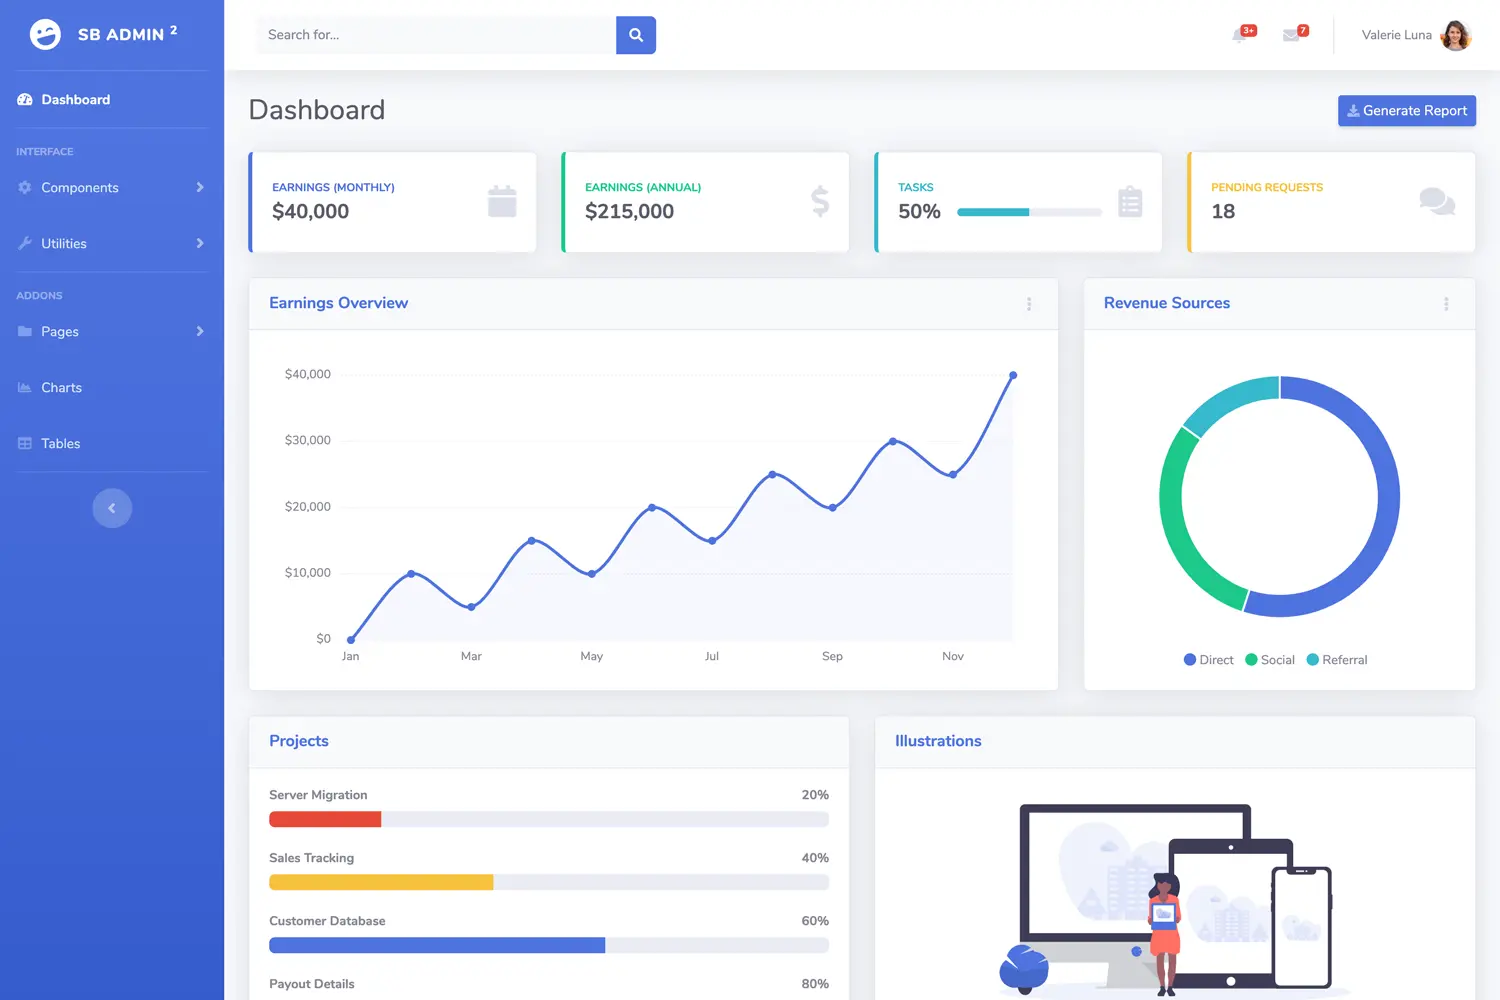 SB ADMIN 2
Search for...
3+
7
Valerie Luna
Dashboard
INTERFACE
Components
Utilities
ADDONS
Pages
Charts
Tables
Dashboard
Generate Report
EARNINGS (MONTHLY)
$40,000
EARNINGS (ANNUAL)
$215,000
TASKS
50%
PENDING REQUESTS
18
Earnings Overview
$40,000
$30,000
$20,000
$10,000
$0
Jan Mar May Jul Sep Nov
Revenue Sources
Direct Social Referral
Projects
Server Migration 20%
Sales Tracking 40%
Customer Database 60%
Payout Details 80%
Illustrations